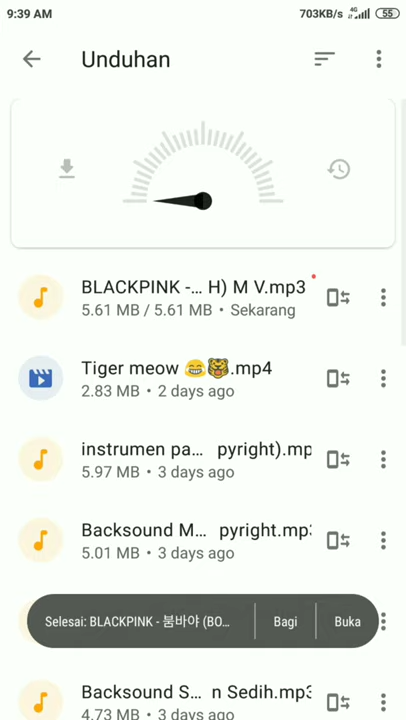 9:39 AM 703KB/s 4G 55
Unduhan
BLACKPINK -... H) M V.mp3
5.61 MB / 5.61 MB • Sekarang
Tiger meow 😂🐯.mp4
2.83 MB • 2 days ago
instrumen pa... pyright).mp
5.97 MB • 3 days ago
Backsound M... pyright.mp3
5.01 MB • 3 days ago
Selesai: BLACKPINK - 붐바야 (BO... Bagi Buka
Backsound S... n Sedih.mp3
4.73 MB • 3 days ago